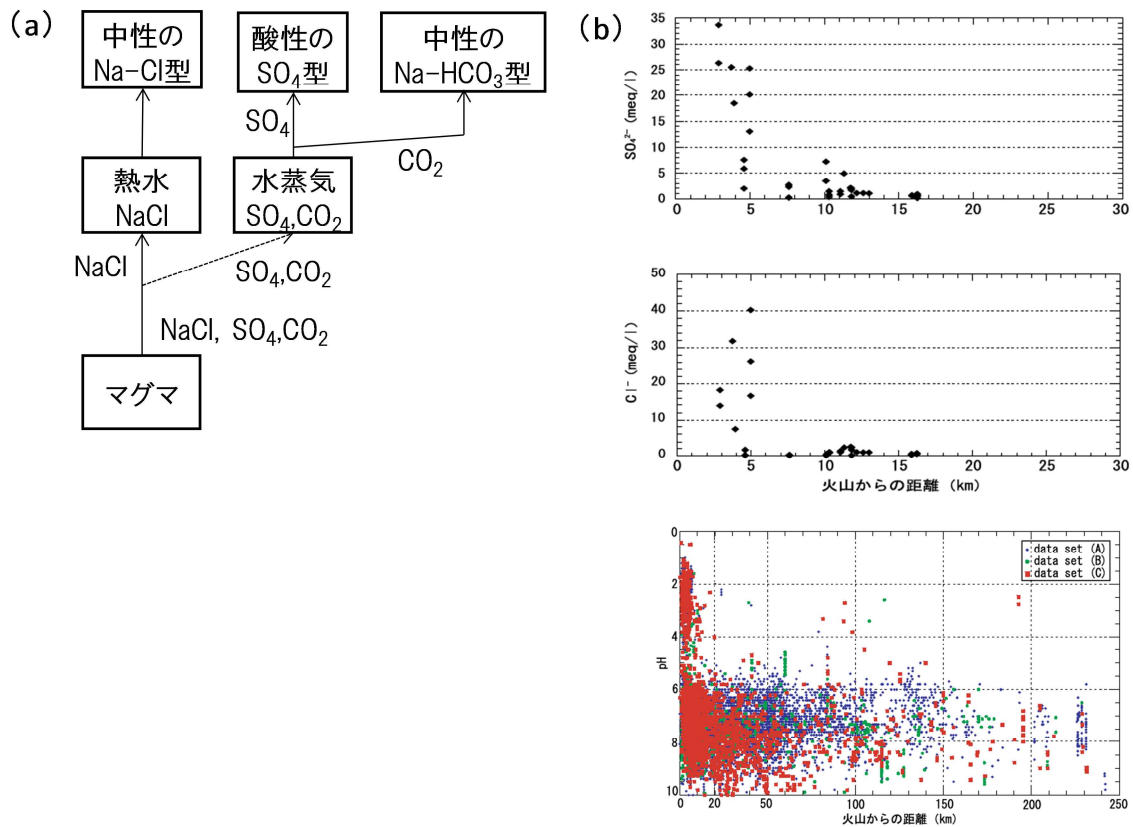 (a)
中性の
Na-Cl型
酸性の
SO₄型
中性の
Na-HCO₃型
SO₄
CO₂
熱水
NaCl
水蒸気
SO₄,CO₂
NaCl
SO₄,CO₂
NaCl, SO₄,CO₂
マグマ
(b)
SO₄²⁻ (meq/l)
35
30
25
20
15
10
5
0
0 5 10 15 20 25 30
Cl⁻ (meq/l)
50
40
30
20
10
0
0 5 10 15 20 25 30
火山からの距離 (km)
pH
0
2
4
6
8
10
data set (A)
data set (B)
data set (C)
0 20 50 100 150 200 250
火山からの距離 (km)